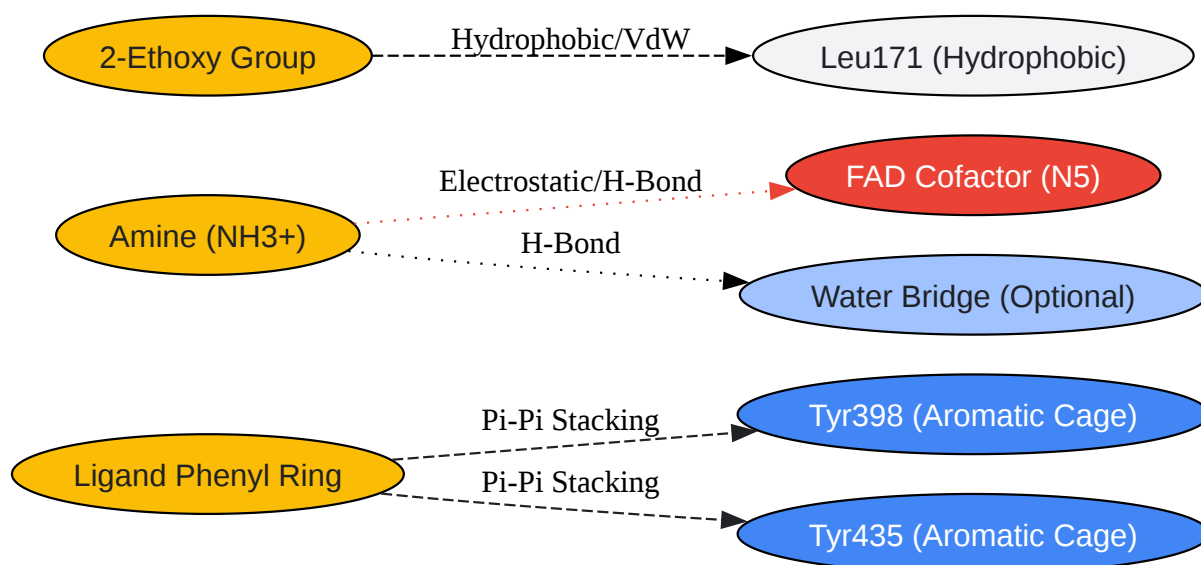 2-Ethoxy Group
Hydrophobic/VdW
Leu171 (Hydrophobic)
Amine (NH3+)
Electrostatic/H-Bond
FAD Cofactor (N5)
H-Bond
Water Bridge (Optional)
Ligand Phenyl Ring
Pi-Pi Stacking
Tyr398 (Aromatic Cage)
Pi-Pi Stacking
Tyr435 (Aromatic Cage)